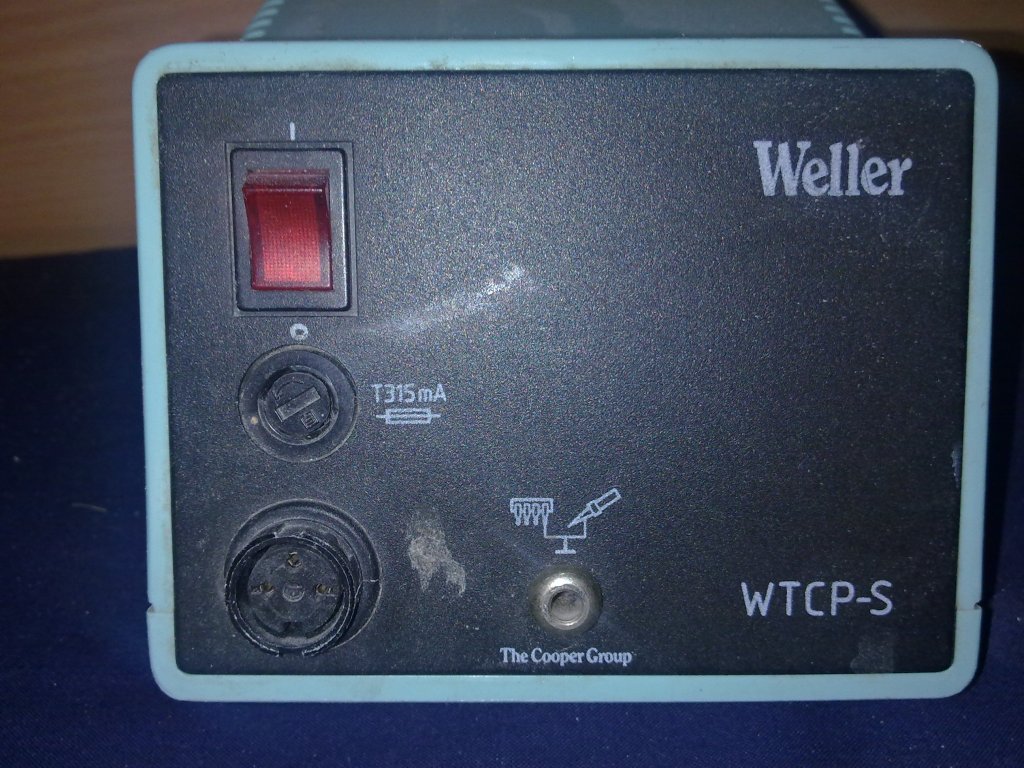 I
Weller
O
T315mA
WTCP-S
The Cooper Group